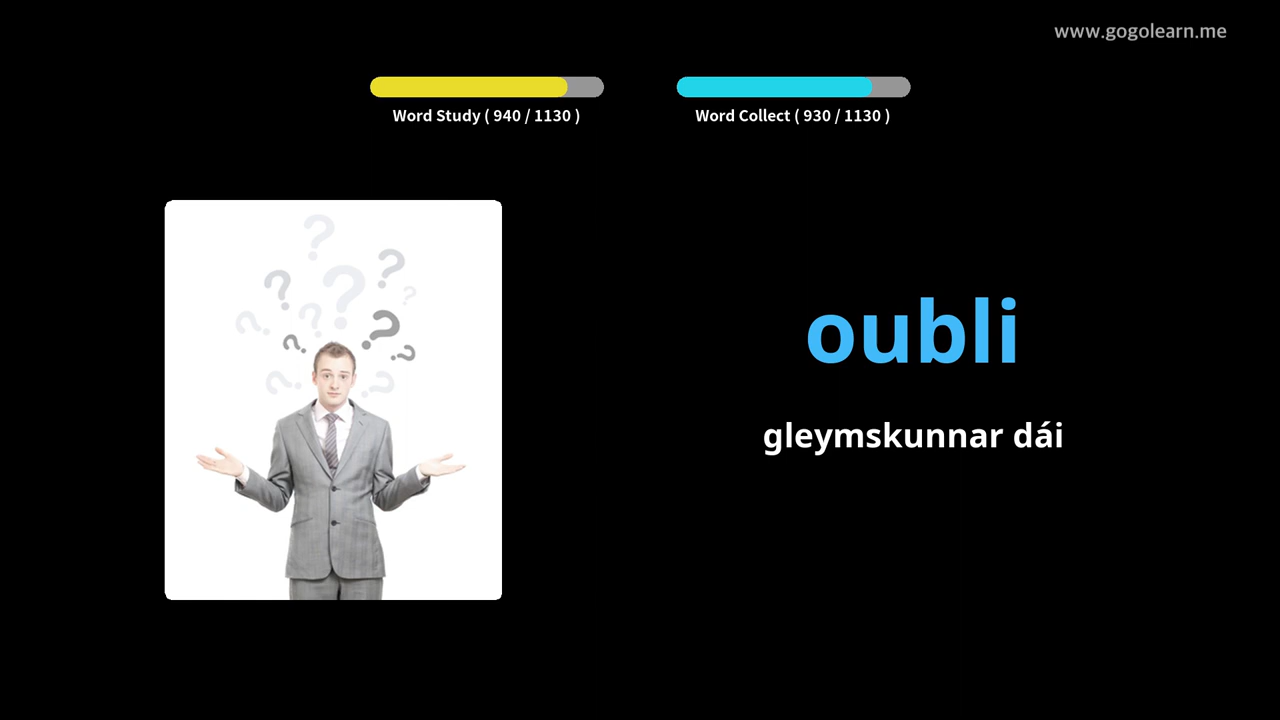 www.gogolearn.me
Word Study ( 940 / 1130 )
Word Collect ( 930 / 1130 )
oubli
gleymskunnar dái